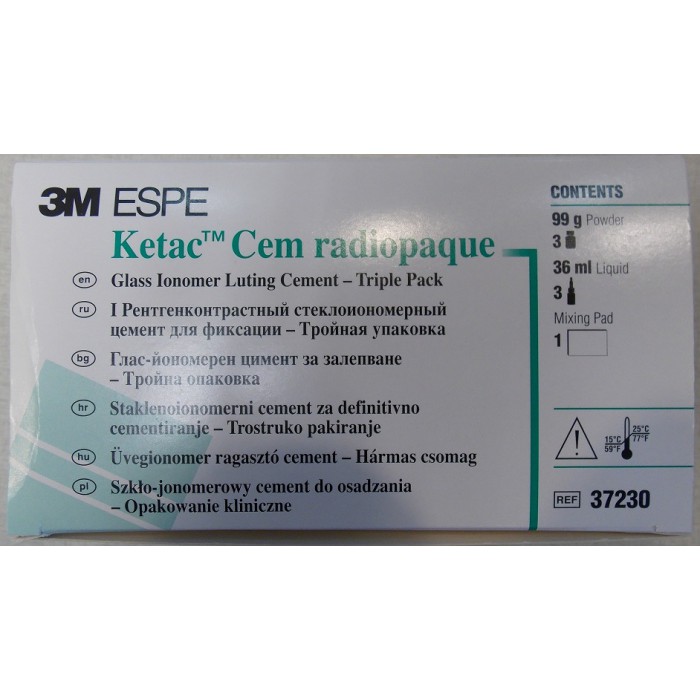 3M ESPE
Ketac™ Cem radiopaque
en Glass Ionomer Luting Cement – Triple Pack
ru I Рентгенконтрастный стеклоиономерный
цемент для фиксации – Тройная упаковка
bg Глас-йономерен цимент за залепване
– Тройна опаковка
hr Staklenoionomerni cement za definitivno
cementiranje – Trostruko pakiranje
hu Üvegionomer ragasztó cement – Hármas csomag
pl Szkło-jonomerowy cement do osadzania
– Opakowanie kliniczne
CONTENTS
99 g Powder
3
36 ml Liquid
3
Mixing Pad
1
25°C
77°F
15°C
59°F
REF 37230